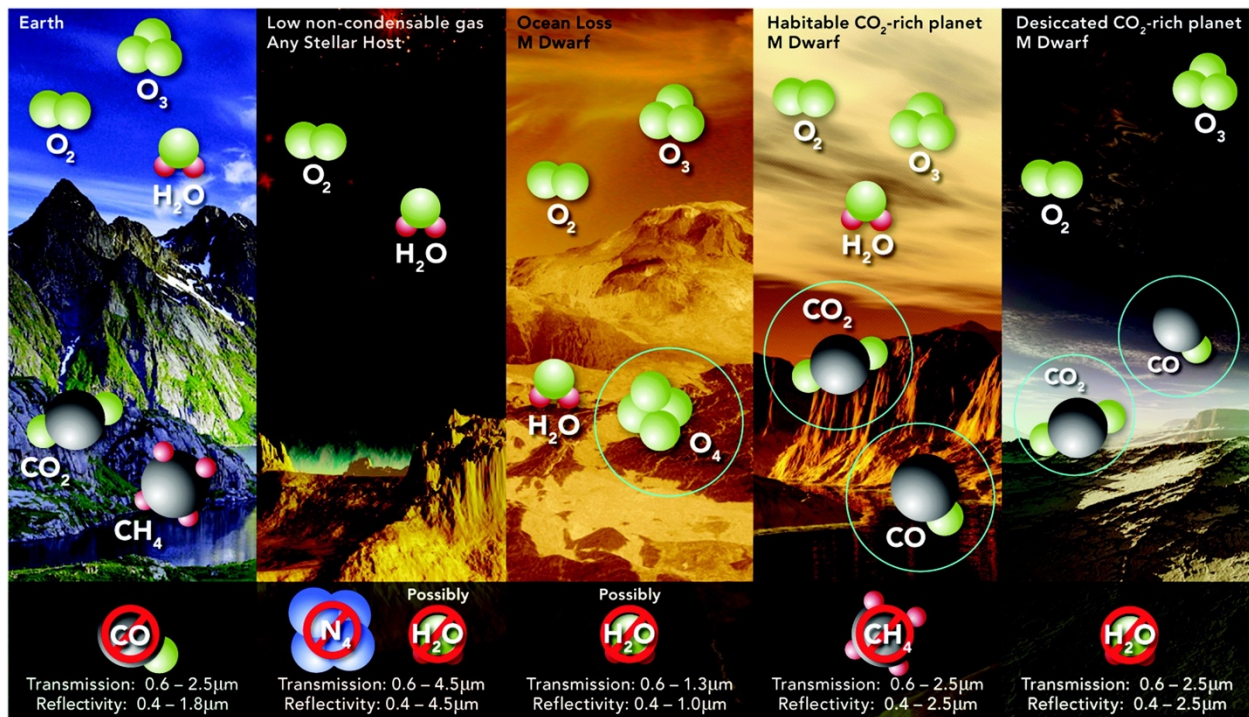 Earth
O3
O2
H2O
CO2
CH4
CO
Transmission: 0.6 – 2.5µm
Reflectivity: 0.4 – 1.8µm
Low non-condensable gas
Any Stellar Host
O2
H2O
N4
Possibly
H2O
Transmission: 0.6 – 4.5µm
Reflectivity: 0.4 – 4.5µm
Ocean Loss
M Dwarf
O3
O2
H2O
O4
Possibly
H2O
Transmission: 0.6 – 1.3µm
Reflectivity: 0.4 – 1.0µm
Habitable CO2-rich planet
M Dwarf
O2
O3
H2O
CO2
CO
CH4
Transmission: 0.6 – 2.5µm
Reflectivity: 0.4 – 2.5µm
Desiccated CO2-rich planet
M Dwarf
O3
O2
CO
CO2
H2O
Transmission: 0.6 – 2.5µm
Reflectivity: 0.4 – 2.5µm